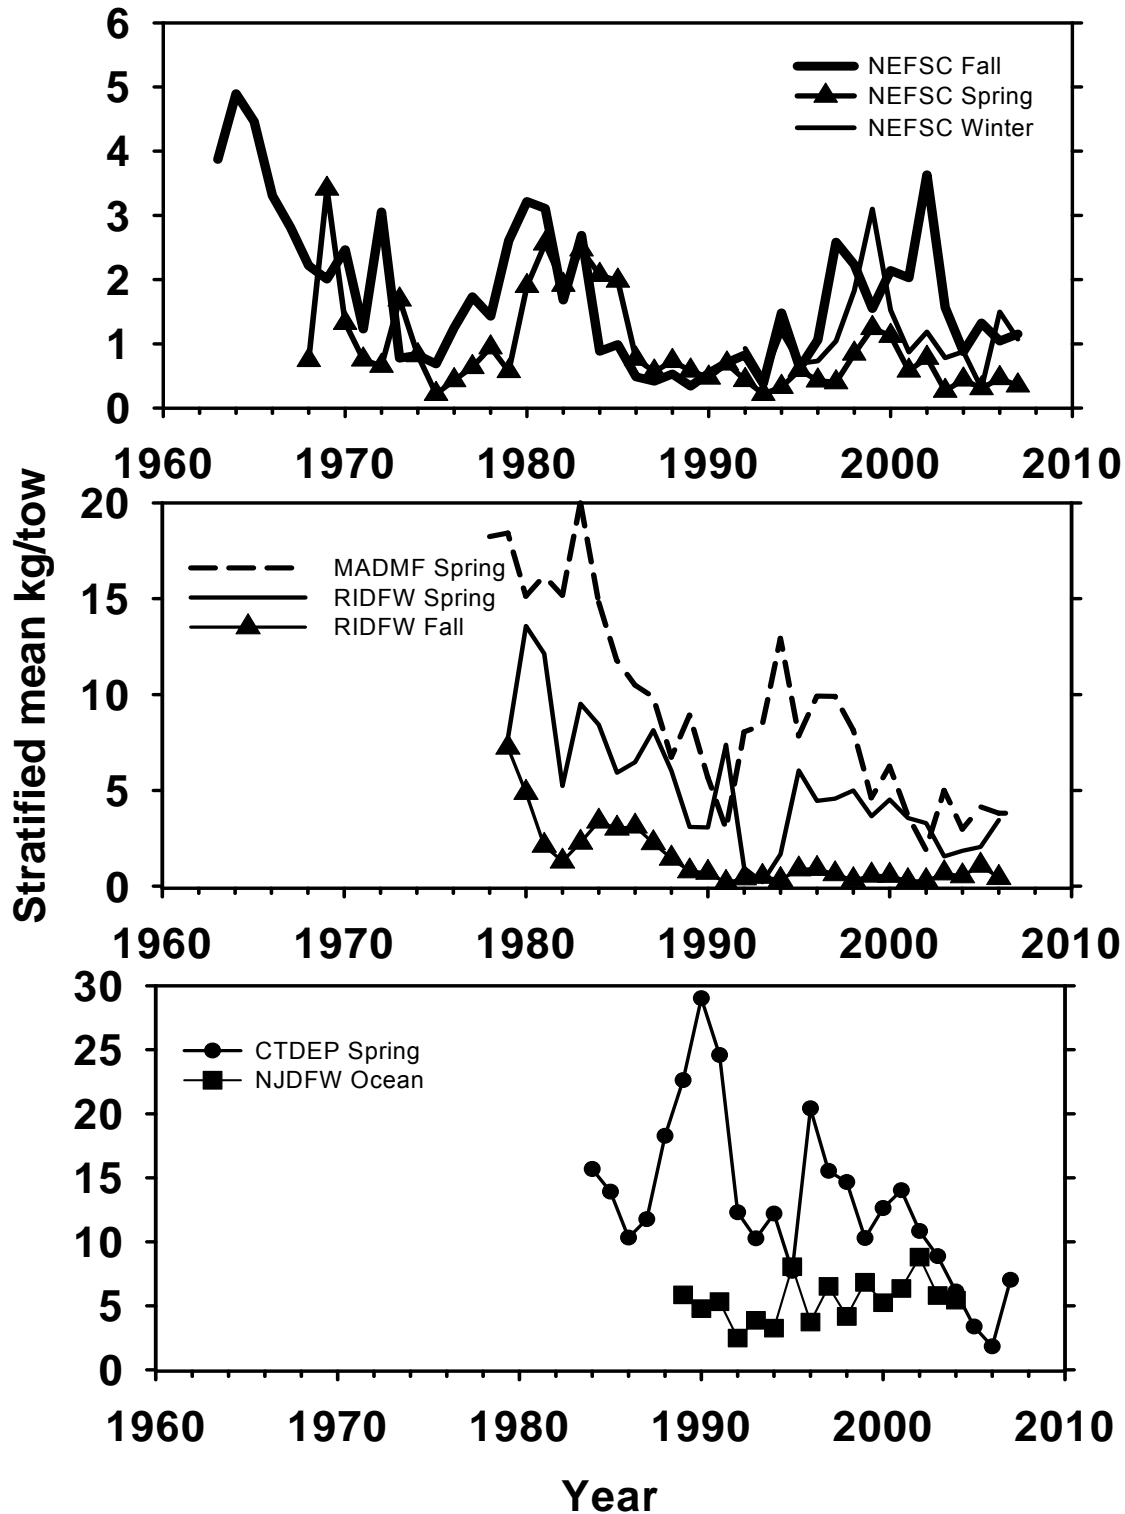 6
5
4
3
2
1
0
NEFSC Fall
NEFSC Spring
NEFSC Winter
1960 1970 1980 1990 2000 2010
Stratified mean kg/tow
20
15
10
5
0
MADMF Spring
RIDFW Spring
RIDFW Fall
1960 1970 1980 1990 2000 2010
30
25
20
15
10
5
0
CTDEP Spring
NJDFW Ocean
1960 1970 1980 1990 2000 2010
Year